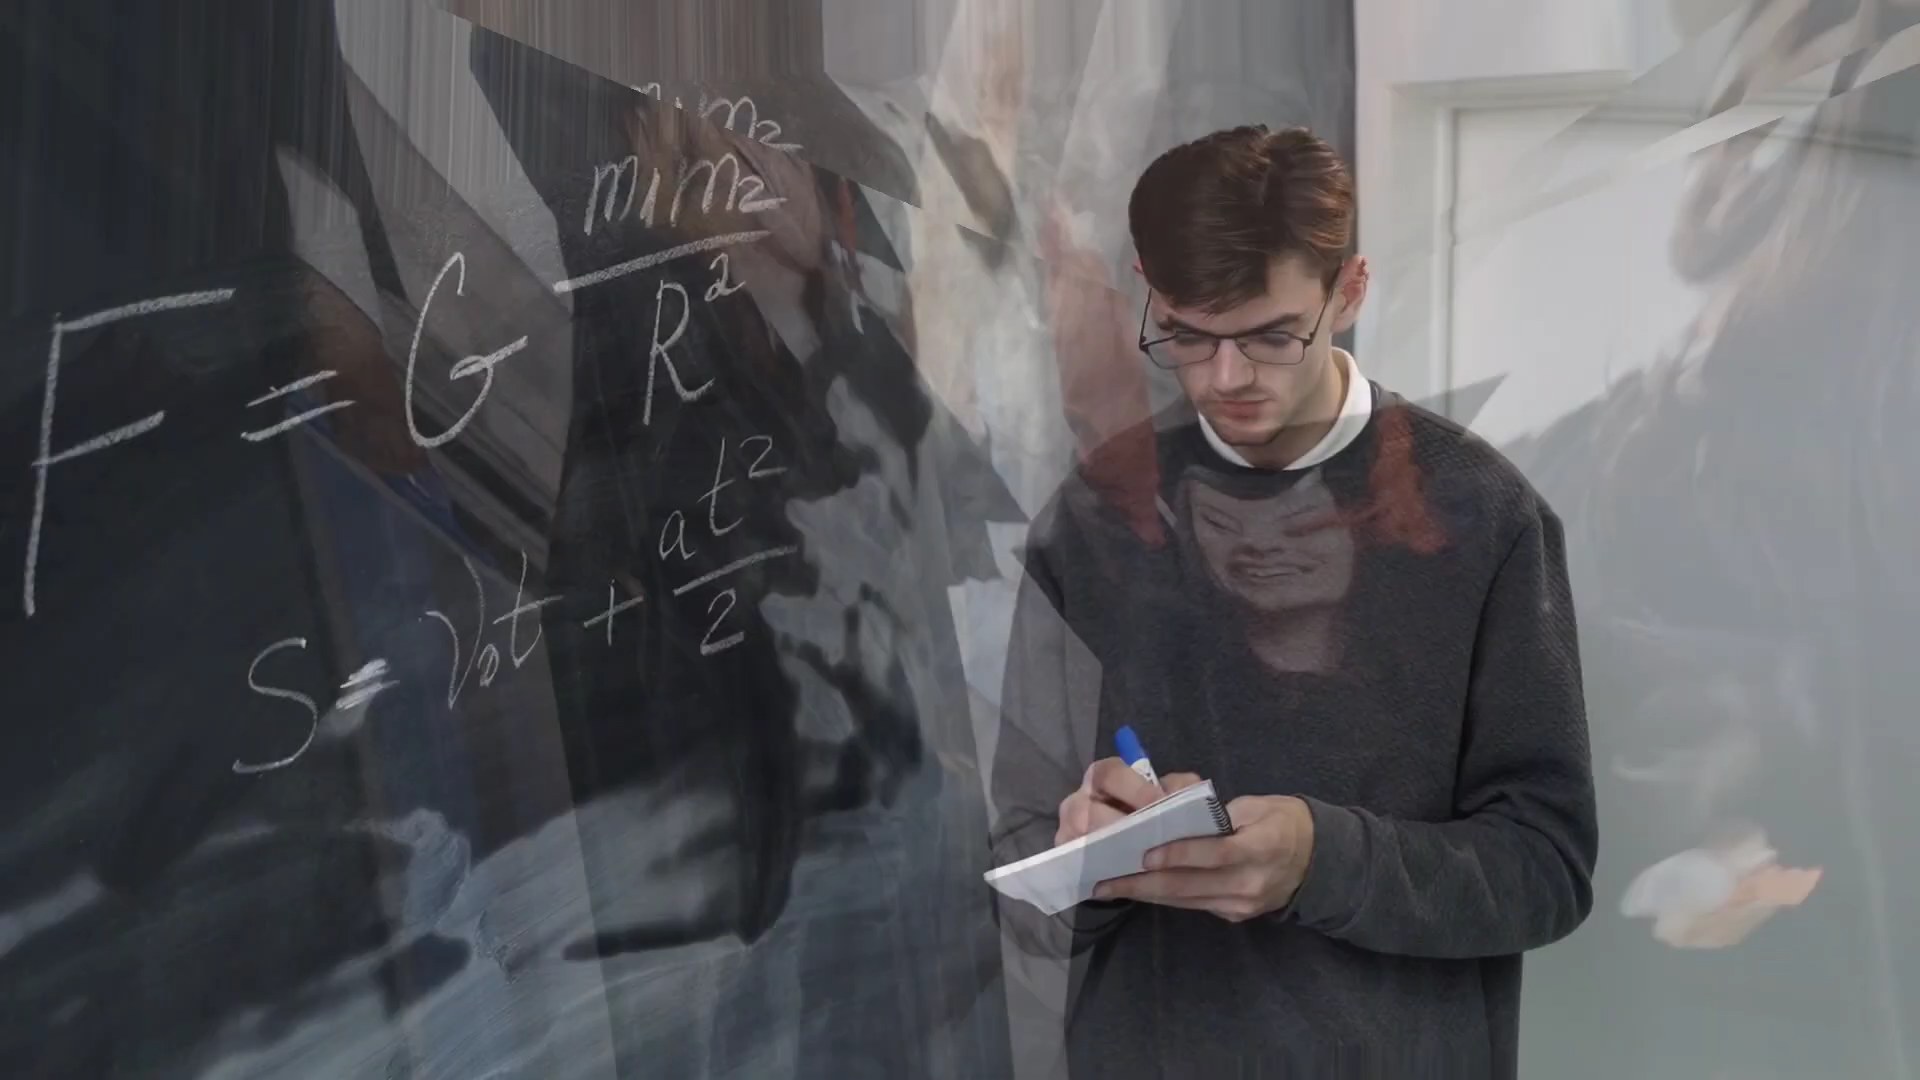 m₁m₂
F = G m₁m₂/R²
S = V₀t + at²/2